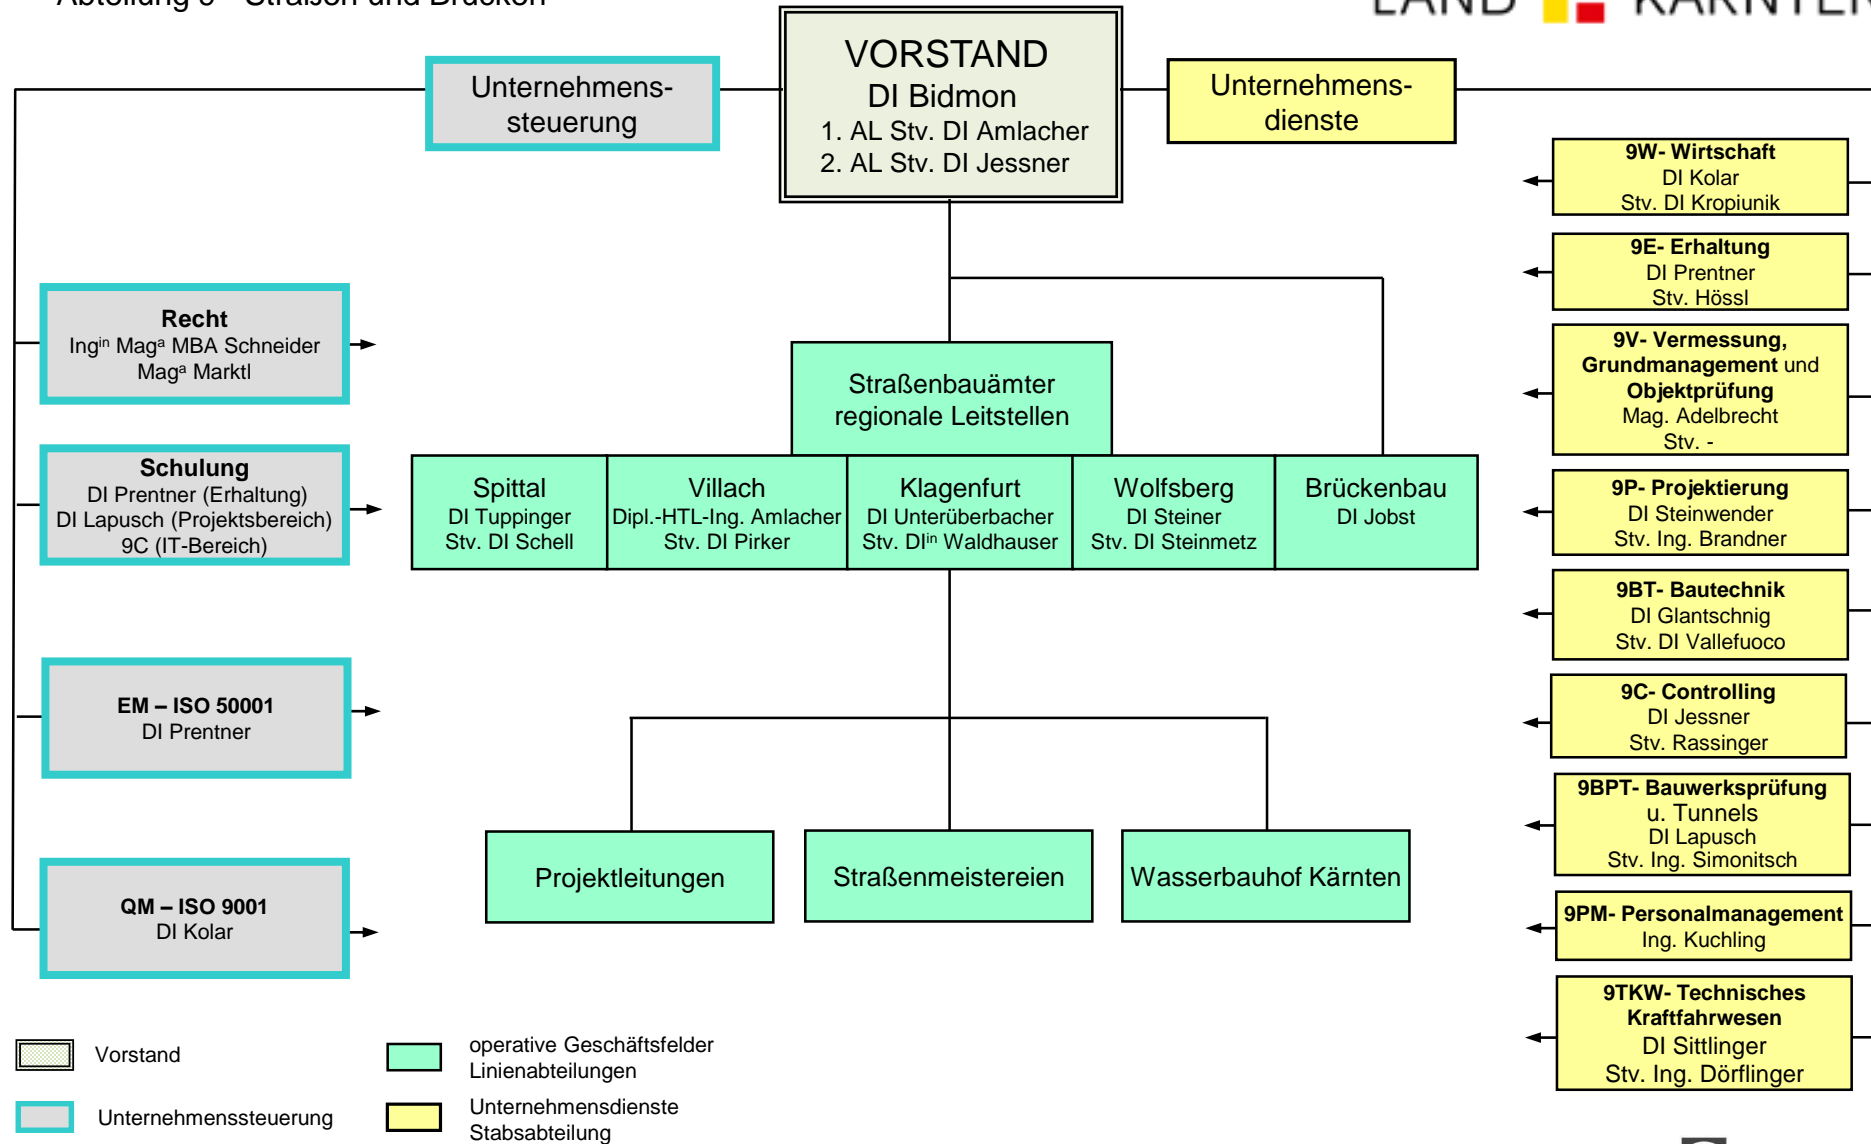 Abteilung 9 - Straßen und Brücken
LAND KÄRNTEN
VORSTAND
DI Bidmon
1. AL Stv. DI Amlacher
2. AL Stv. DI Jessner
Unternehmens-
steuerung
Unternehmens-
dienste
Recht
Ingⁱⁿ Magᵃ MBA Schneider
Magᵃ Marktl
Schulung
DI Prentner (Erhaltung)
DI Lapusch (Projektsbereich)
9C (IT-Bereich)
EM – ISO 50001
DI Prentner
QM – ISO 9001
DI Kolar
Straßenbauämter
regionale Leitstellen
Spittal
DI Tuppinger
Stv. DI Schell
Villach
Dipl.-HTL-Ing. Amlacher
Stv. DI Pirker
Klagenfurt
DI Unterüberbacher
Stv. DIⁱⁿ Waldhauser
Wolfsberg
DI Steiner
Stv. DI Steinmetz
Brückenbau
DI Jobst
Projektleitungen
Straßenmeistereien
Wasserbauhof Kärnten
9W- Wirtschaft
DI Kolar
Stv. DI Kropiunik
9E- Erhaltung
DI Prentner
Stv. Hössl
9V- Vermessung,
Grundmanagement und
Objektprüfung
Mag. Adelbrecht
Stv. -
9P- Projektierung
DI Steinwender
Stv. Ing. Brandner
9BT- Bautechnik
DI Glantschnig
Stv. DI Vallefuoco
9C- Controlling
DI Jessner
Stv. Rassinger
9BPT- Bauwerksprüfung
u. Tunnels
DI Lapusch
Stv. Ing. Simonitsch
9PM- Personalmanagement
Ing. Kuchling
9TKW- Technisches
Kraftfahrwesen
DI Sittlinger
Stv. Ing. Dörflinger
Vorstand
Unternehmenssteuerung
operative Geschäftsfelder
Linienabteilungen
Unternehmensdienste
Stabsabteilung